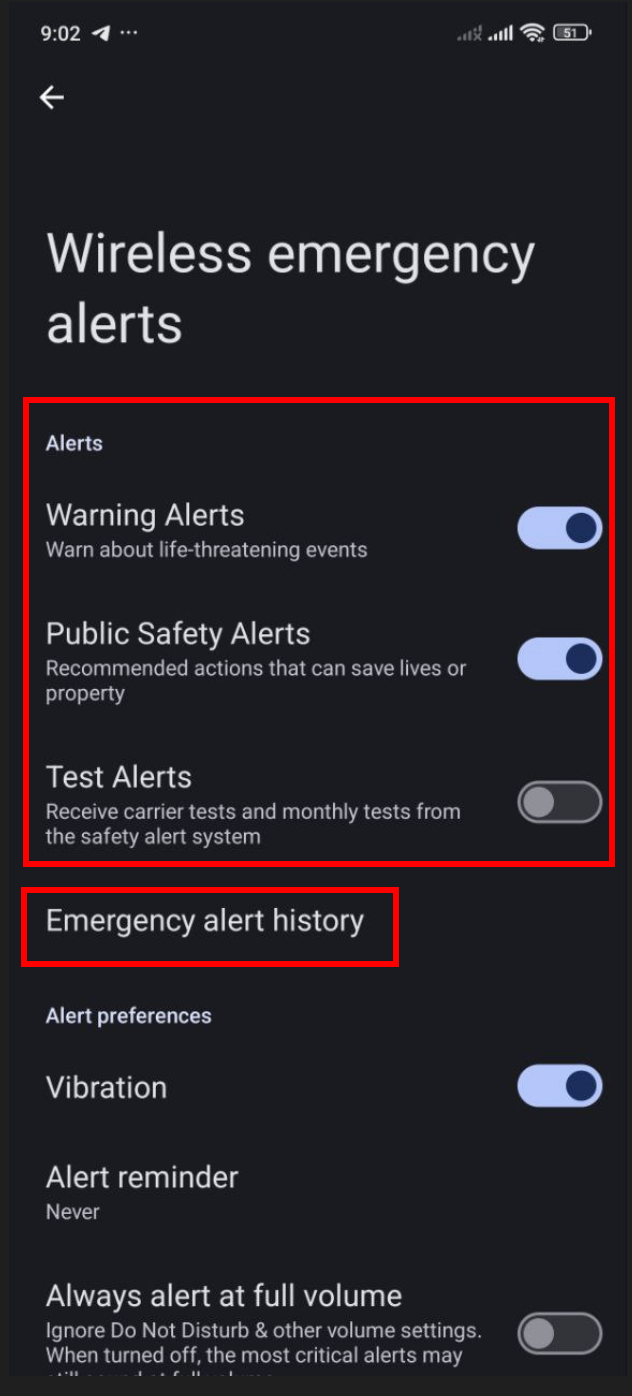 9:02 ...
51
Wireless emergency
alerts
Alerts
Warning Alerts
Warn about life-threatening events
Public Safety Alerts
Recommended actions that can save lives or
property
Test Alerts
Receive carrier tests and monthly tests from
the safety alert system
Emergency alert history
Alert preferences
Vibration
Alert reminder
Never
Always alert at full volume
Ignore Do Not Disturb & other volume settings.
When turned off, the most critical alerts may